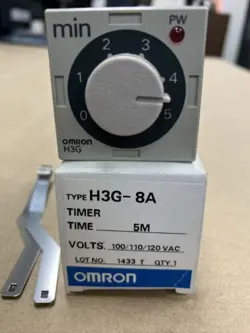 min
PW
2 3
1 4
0 5
OMRON
H3G
TYPE H3G-8A
TIMER
TIME 5M
VOLTS. 100/110/120 VAC
LOT NO. 1433 T QTY.1
OMRON